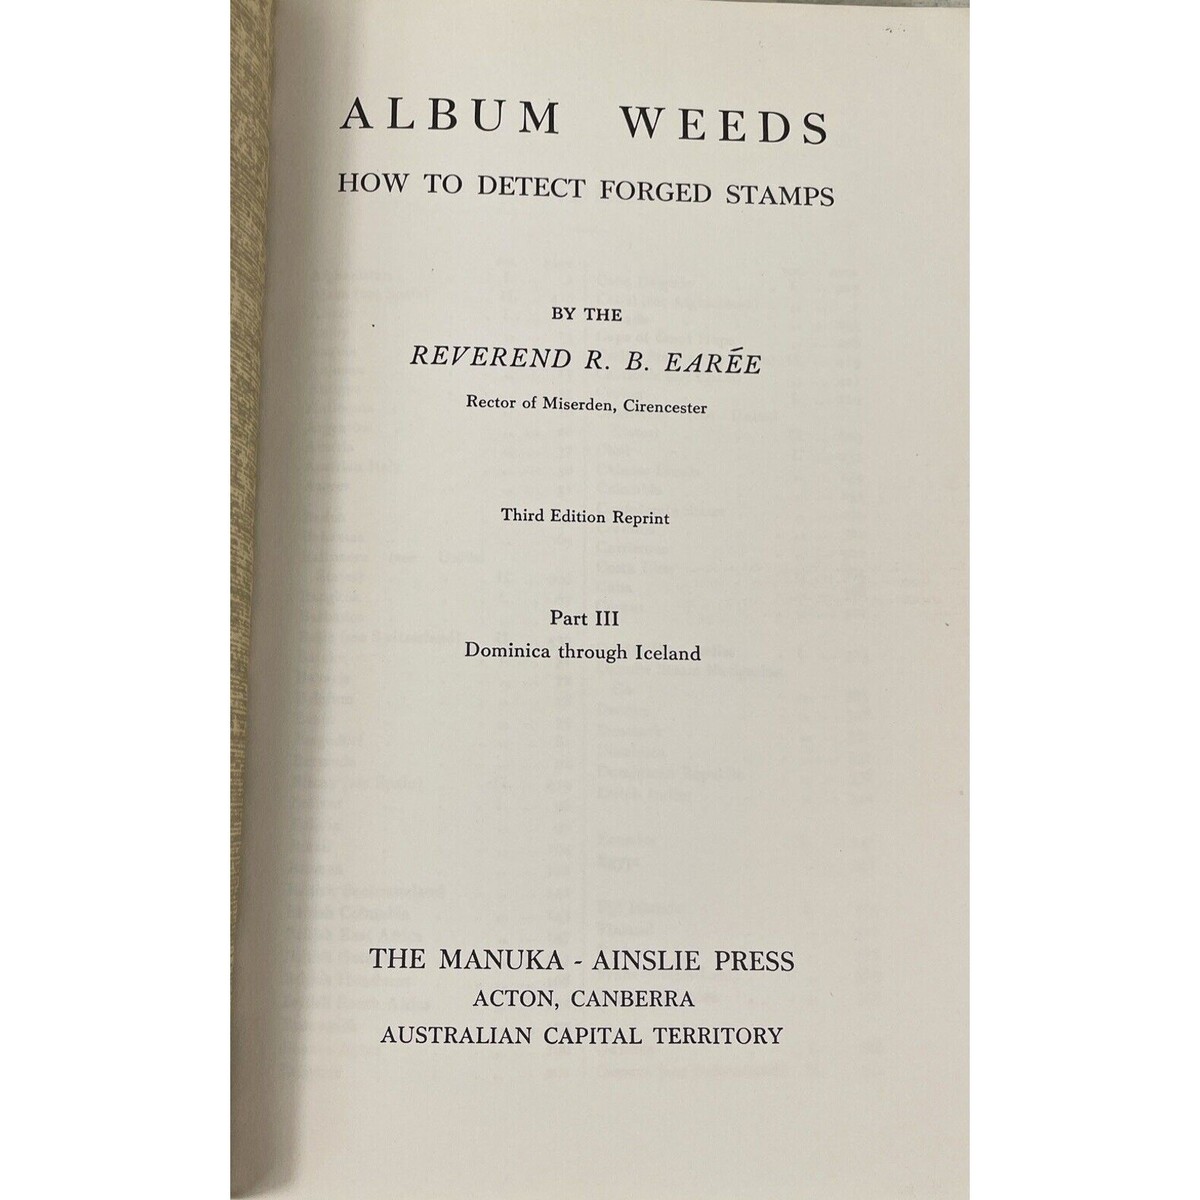 ALBUM WEEDS
HOW TO DETECT FORGED STAMPS
BY THE
REVEREND R. B. EARÉE
Rector of Miserden, Cirencester
Third Edition Reprint
Part III
Dominica through Iceland
THE MANUKA - AINSLIE PRESS
ACTON, CANBERRA
AUSTRALIAN CAPITAL TERRITORY